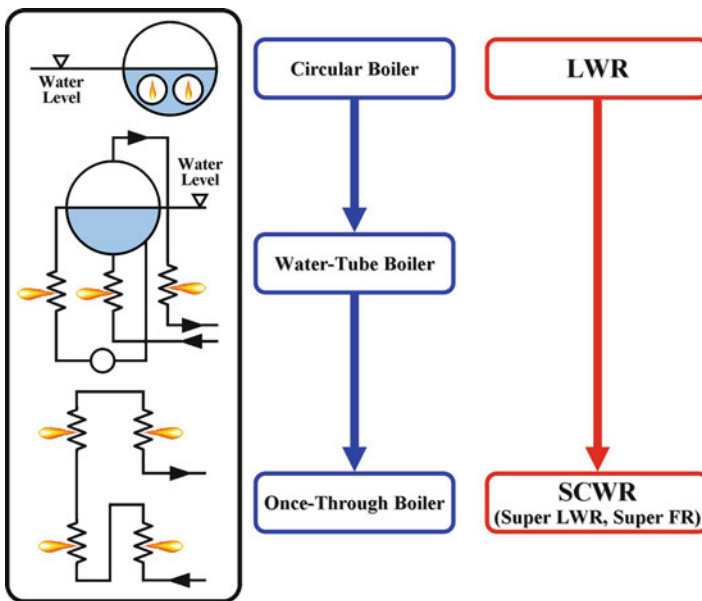 Water
Level
Circular Boiler
LWR
Water
Level
Water-Tube Boiler
Once-Through Boiler
SCWR
(Super LWR, Super FR)